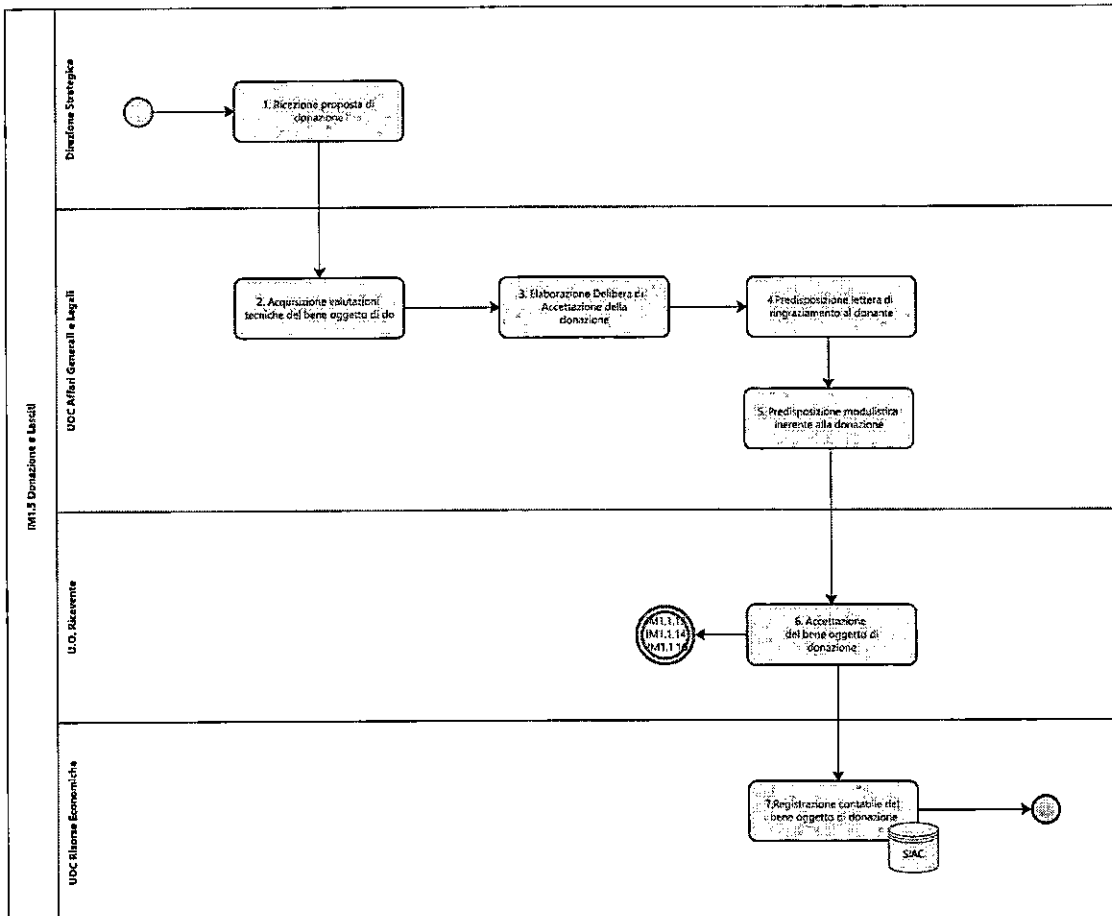 IM1.3 Donazione e Lasciti
Direzione Strategica
1. Ricezione proposta di
donazione
UOC Affari Generali e Legali
2. Acquisizione valutazioni
tecniche del bene oggetto di do
3. Elaborazione Delibera di
Accettazione della
donazione
4.Predisposizione lettera di
ringraziamento al donante
5. Predisposizione modulistica
inerente alla donazione
U.O. Ricevente
IM1.1.14
6. Accettazione
del bene oggetto di
donazione
UOC Risorse Economiche
7.Registrazione contabile del
bene oggetto di donazione
SIAC